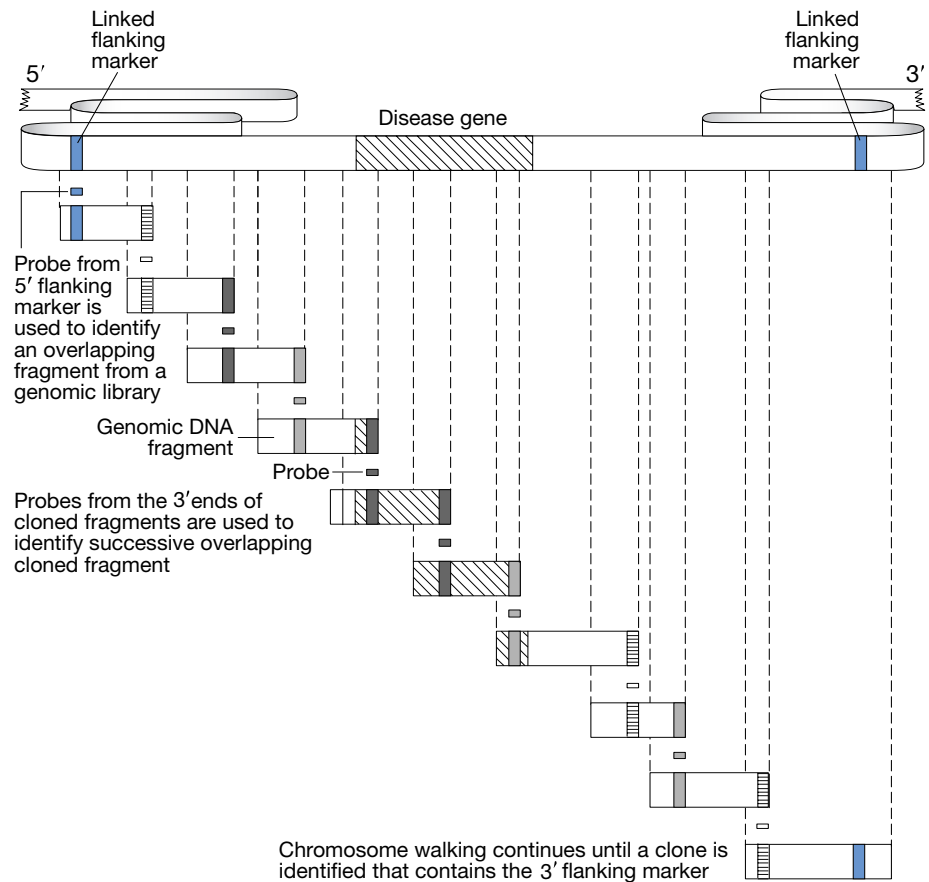 Linked
flanking
marker
Linked
flanking
marker
5′
3′
Disease gene
Probe from
5′ flanking
marker is
used to identify
an overlapping
fragment from a
genomic library
Genomic DNA
fragment
Probe
Probes from the 3′ends of
cloned fragments are used to
identify successive overlapping
cloned fragment
Chromosome walking continues until a clone is
identified that contains the 3′ flanking marker